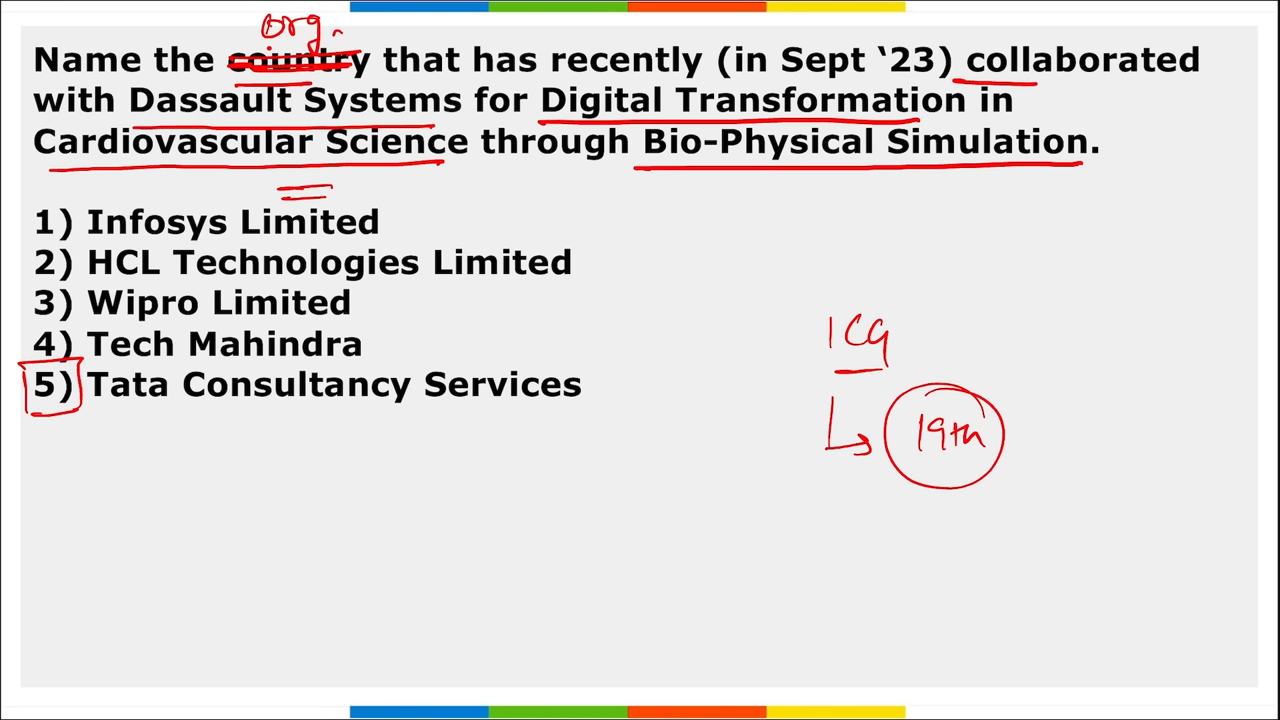 org.
Name the country that has recently (in Sept ‘23) collaborated
with Dassault Systems for Digital Transformation in
Cardiovascular Science through Bio-Physical Simulation.
1) Infosys Limited
2) HCL Technologies Limited
3) Wipro Limited
4) Tech Mahindra
5) Tata Consultancy Services
ICG
19th